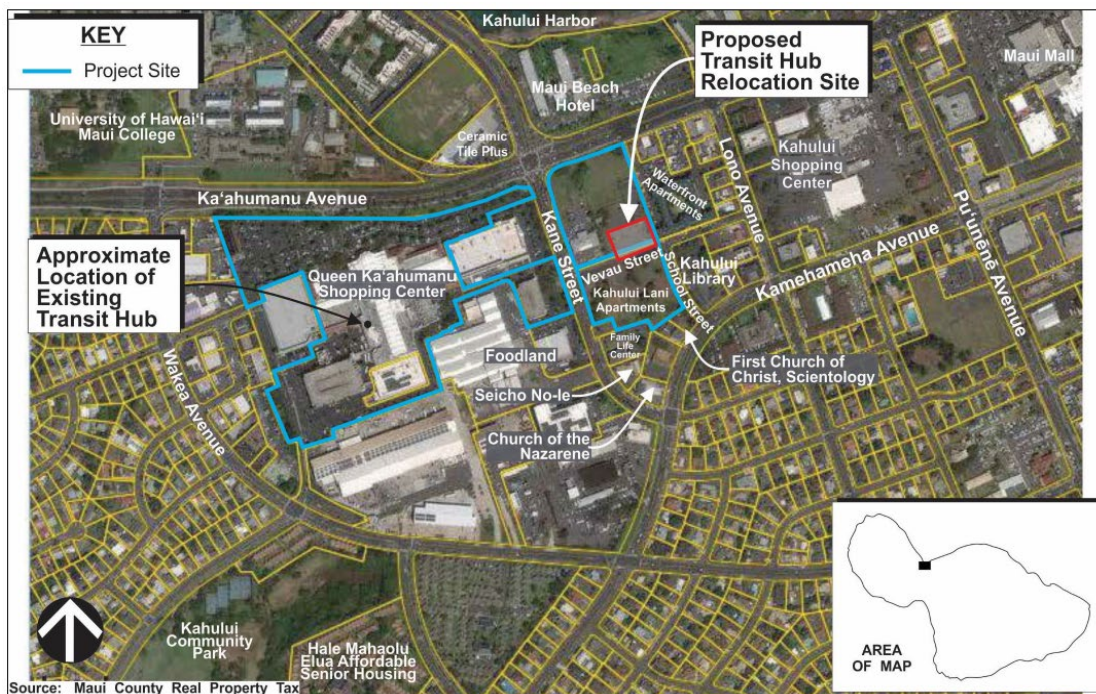 KEY
Project Site
Kahului Harbor
Proposed
Transit Hub
Relocation Site
Maui Mall
University of Hawai‘i
Maui College
Maui Beach
Hotel
Ceramic
Tile Plus
Kahului
Shopping
Center
Lono Avenue
Waterfront
Apartments
Ka‘ahumanu Avenue
Kane Street
Pu‘unēnē Avenue
Approximate
Location of
Existing
Transit Hub
Queen Ka‘ahumanu
Shopping Center
Vevau Street
School Street
Kahului
Library
Kamehameha Avenue
Kahului Lani
Apartments
Wakea Avenue
Foodland
Family
Life
Center
First Church of
Christ, Scientology
Seicho No-Ie
Church of the
Nazarene
Kahului
Community
Park
Hale Mahaolu
Elua Affordable
Senior Housing
AREA
OF MAP
Source: Maui County Real Property Tax